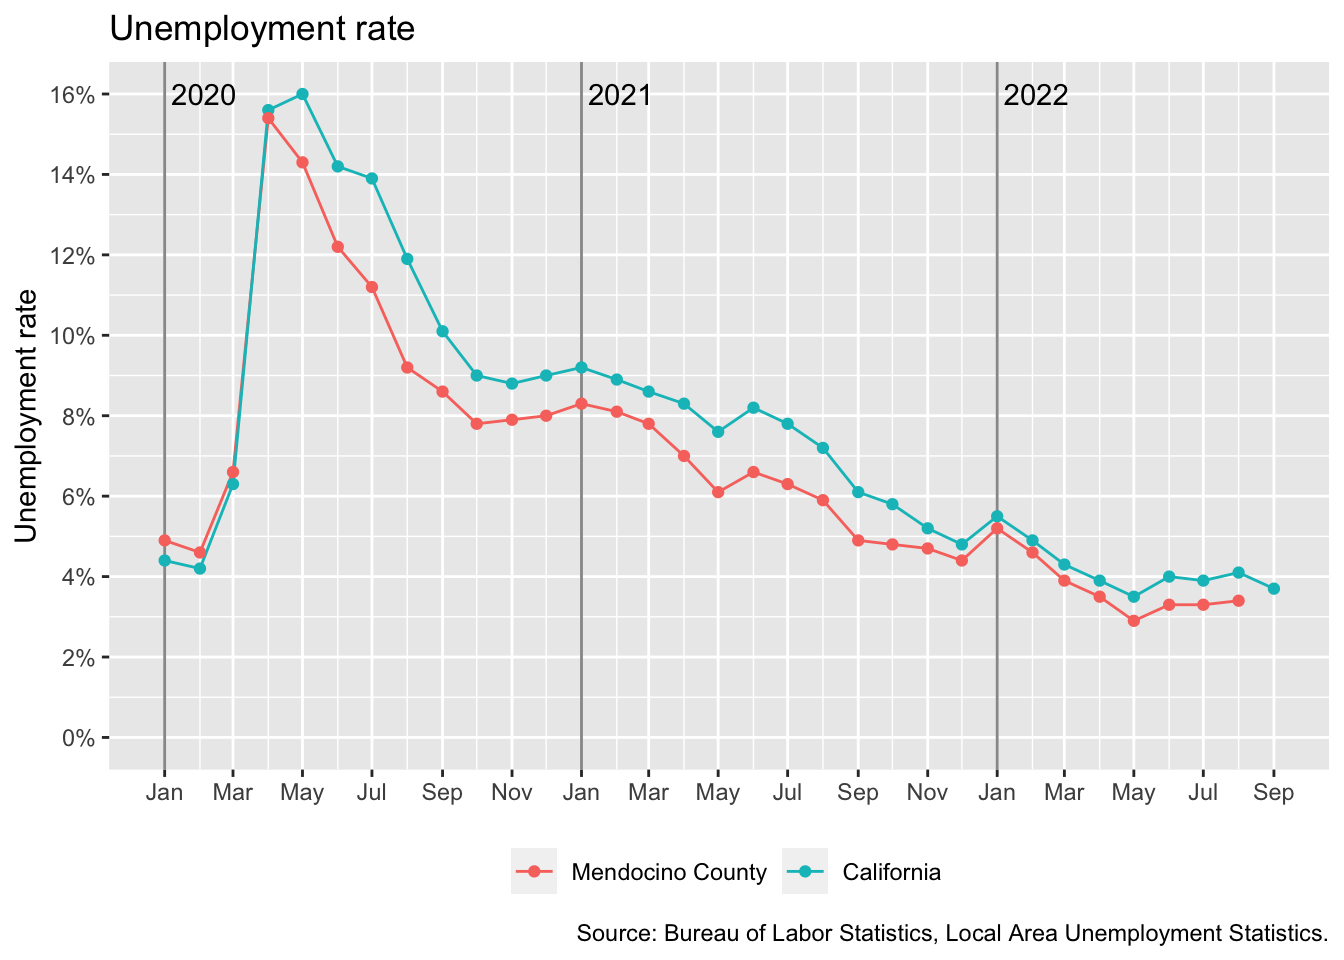 Unemployment rate
Unemployment rate
16%
14%
12%
10%
8%
6%
4%
2%
0%
2020 2021 2022
Jan Mar May Jul Sep Nov Jan Mar May Jul Sep Nov Jan Mar May Jul Sep
Mendocino County California
Source: Bureau of Labor Statistics, Local Area Unemployment Statistics.